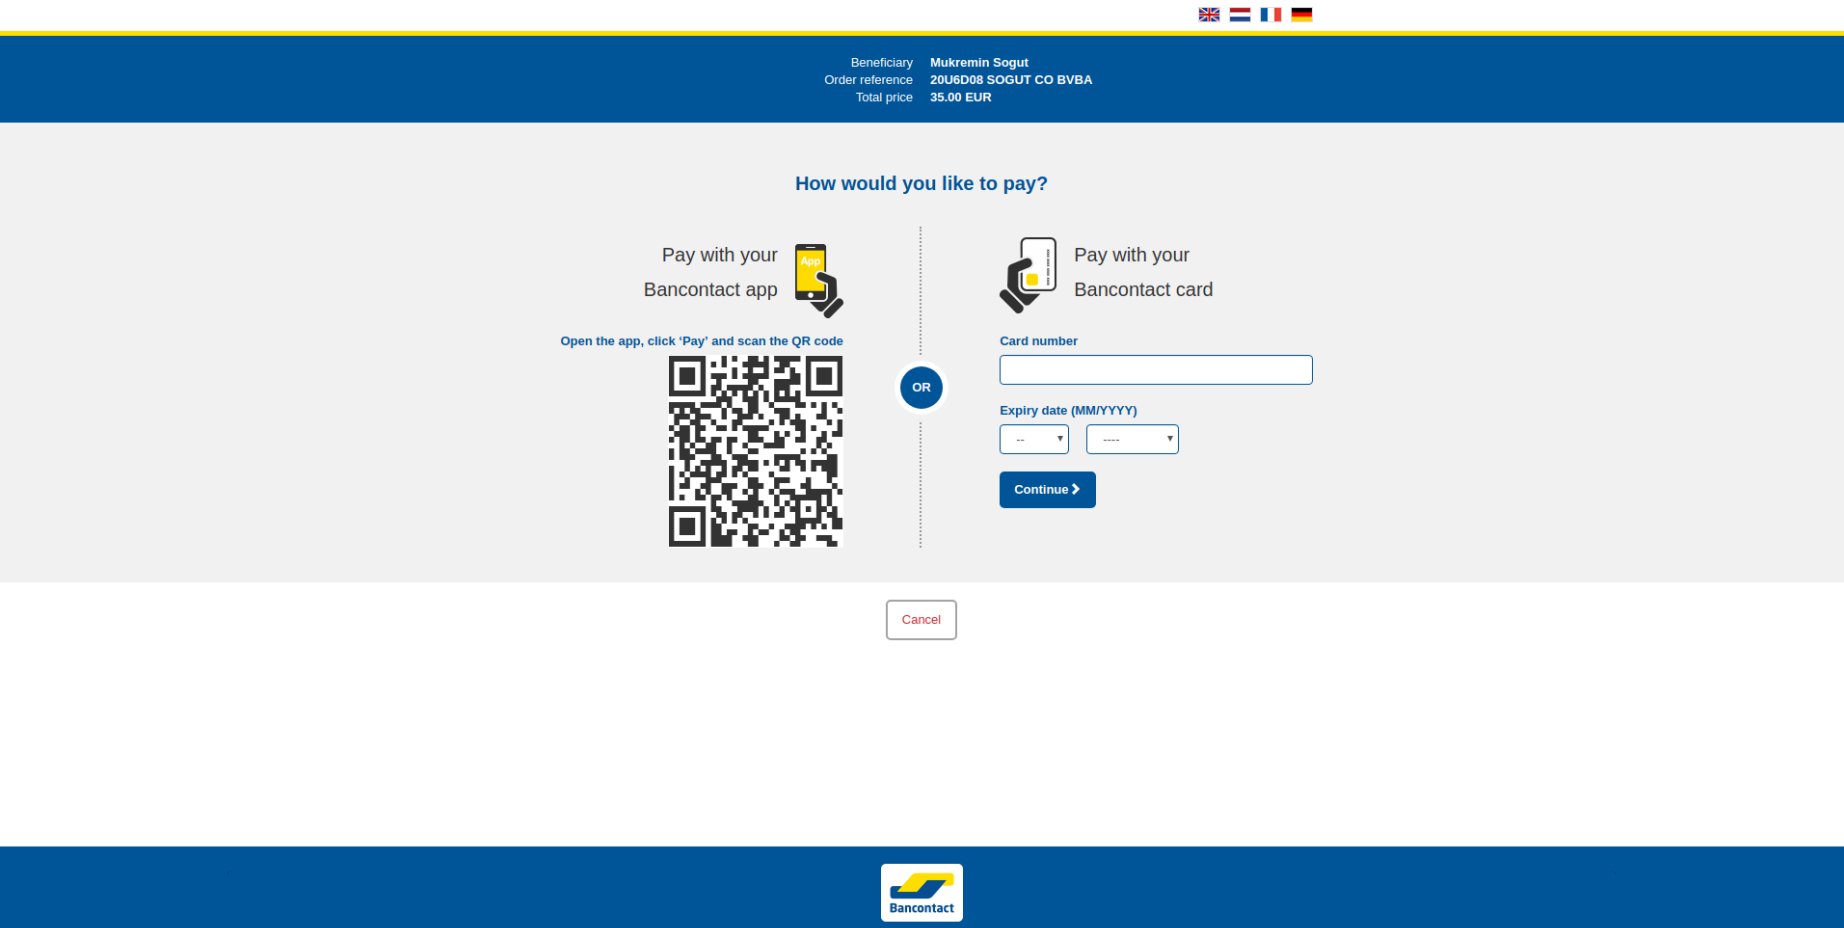 Beneficiary Mukremin Sogut
Order reference 20U6D08 SOGUT CO BVBA
Total price 35.00 EUR
How would you like to pay?
Pay with your
Bancontact app
App
Open the app, click ‘Pay’ and scan the QR code
OR
Pay with your
Bancontact card
Card number
Expiry date (MM/YYYY)
-- ----
Continue
Cancel
Bancontact